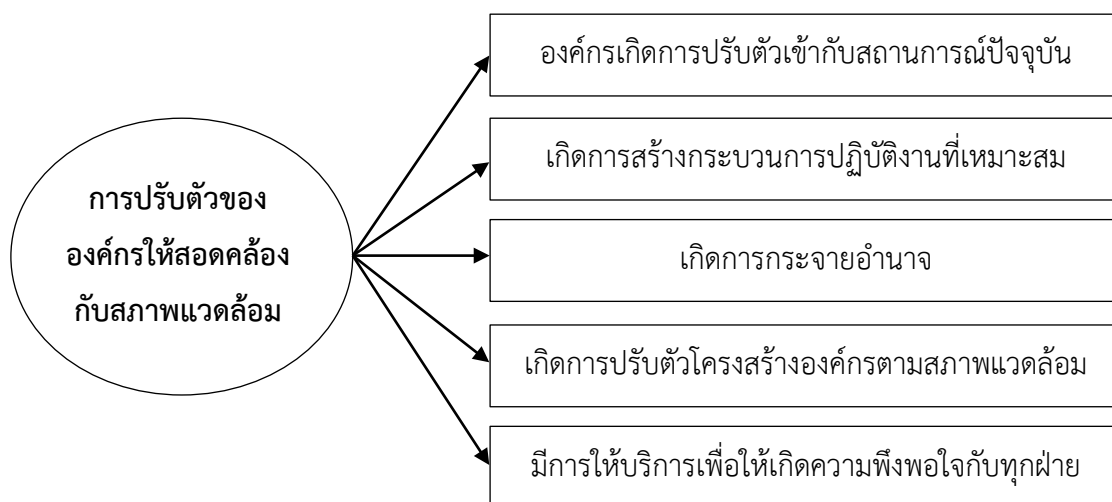 การปรับตัวของ
องค์กรให้สอดคล้อง
กับสภาพแวดล้อม
องค์กรเกิดการปรับตัวเข้ากับสถานการณ์ปัจจุบัน
เกิดการสร้างกระบวนการปฏิบัติงานที่เหมาะสม
เกิดการกระจายอำนาจ
เกิดการปรับตัวโครงสร้างองค์กรตามสภาพแวดล้อม
มีการให้บริการเพื่อให้เกิดความพึงพอใจกับทุกฝ่าย